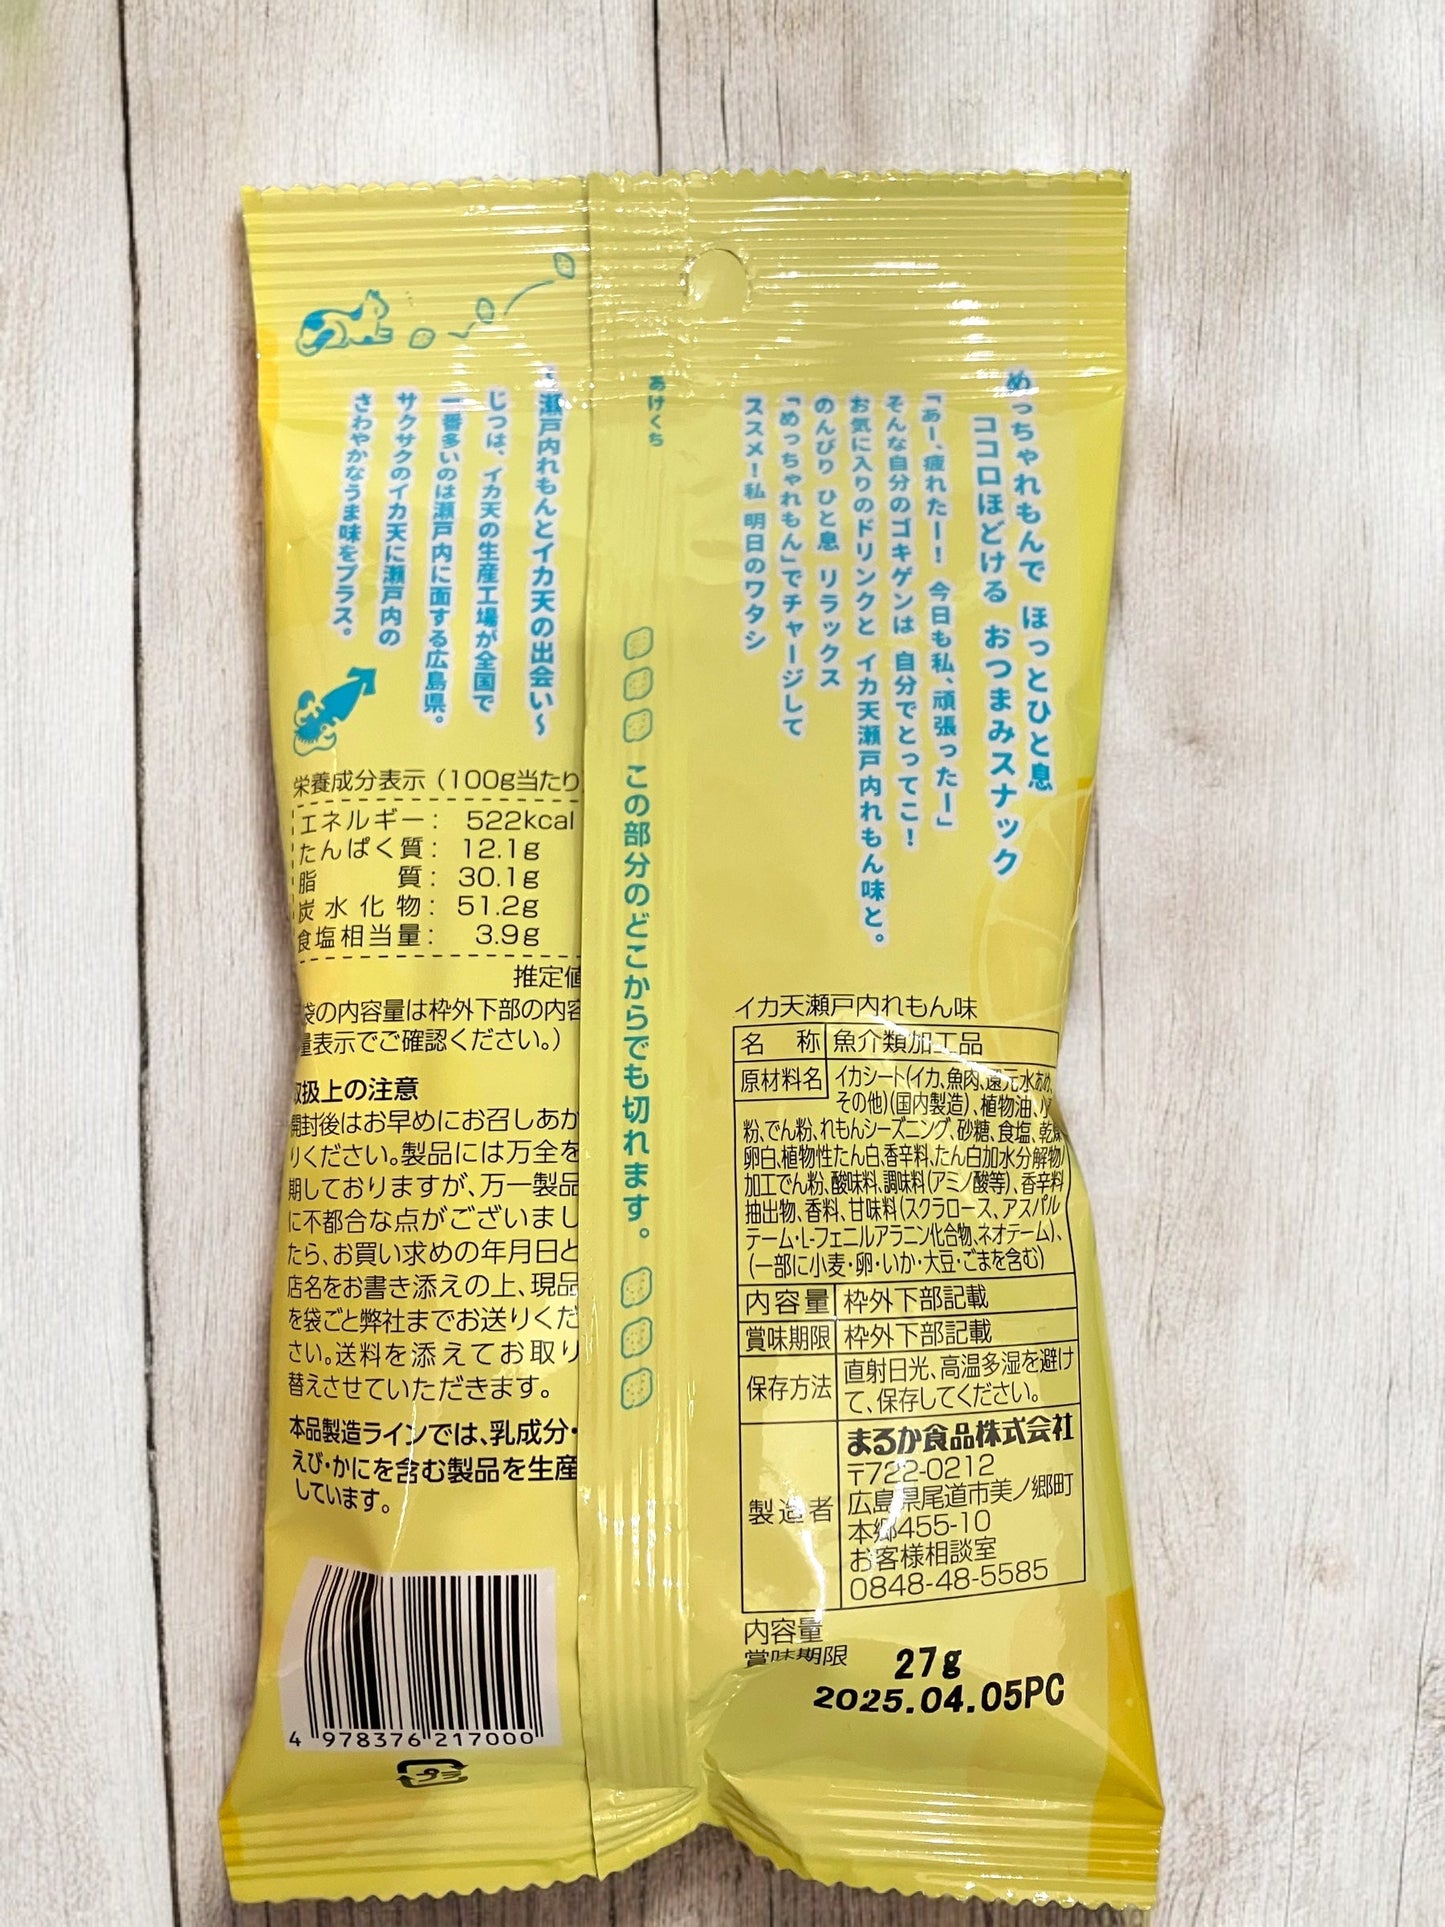 めっちゃれもんで ほっとひと息
ココロほどける おつまみスナック
「あー、疲れたー！ 今日も私、頑張ったー」
そんな自分のゴキゲンは 自分でとってこ！
お気に入りのドリンクと イカ天瀬戸内れもん味と。
のんびり ひと息 リラックス
「めっちゃれもん」でチャージして
ススメ！私 明日のワタシ
あけくち
この部分のどこからでも切れます。
瀬戸内れもんとイカ天の出会い～
じつは、イカ天の生産工場が全国で
一番多いのは瀬戸内に面する広島県。
サクサクのイカ天に瀬戸内の
さわやかなうま味をプラス。
栄養成分表示（100g当たり
エネルギー： 522kcal
たんぱく質： 12.1g
脂質： 30.1g
炭水化物： 51.2g
食塩相当量： 3.9g
推定値
袋の内容量は枠外下部の内容
量表示でご確認ください。）
取扱上の注意
開封後はお早めにお召しあが
りください。製品には万全を
期しておりますが、万一製品
に不都合な点がございまし
たら、お買い求めの年月日と
店名をお書き添えの上、現品
を袋ごと弊社までお送りくだ
さい。送料を添えてお取り
替えさせていただきます。
本品製造ラインでは、乳成分・
えび・かにを含む製品を生産
しています。
4 978376 217000
プラ
イカ天瀬戸内れもん味
名称 魚介類加工品
原材料名 イカシート(イカ、魚肉、還元水あめ、
その他)(国内製造)、植物油、小麦
粉、でん粉、れもんシーズニング、砂糖、食塩、乾燥
卵白、植物性たん白、香辛料、たん白加水分解物/
加工でん粉、酸味料、調味料(アミノ酸等)、香辛料
抽出物、香料、甘味料(スクラロース、アスパル
テーム・L-フェニルアラニン化合物、ネオテーム)、
(一部に小麦・卵・いか・大豆・ごまを含む)
内容量 枠外下部記載
賞味期限 枠外下部記載
保存方法 直射日光、高温多湿を避け
て、保存してください。
製造者 まるか食品株式会社
〒722-0212
広島県尾道市美ノ郷町
本郷455-10
お客様相談室
0848-48-5585
内容量 27g
賞味期限 2025.04.05PC